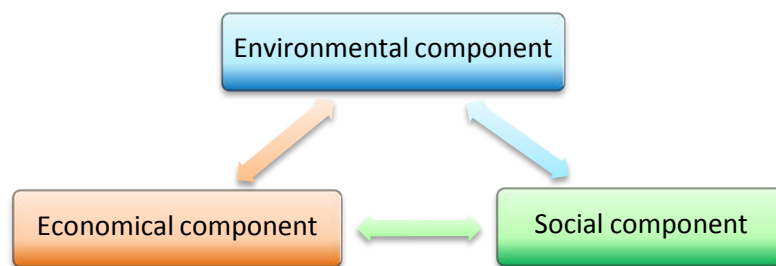 Environmental component
Economical component
Social component